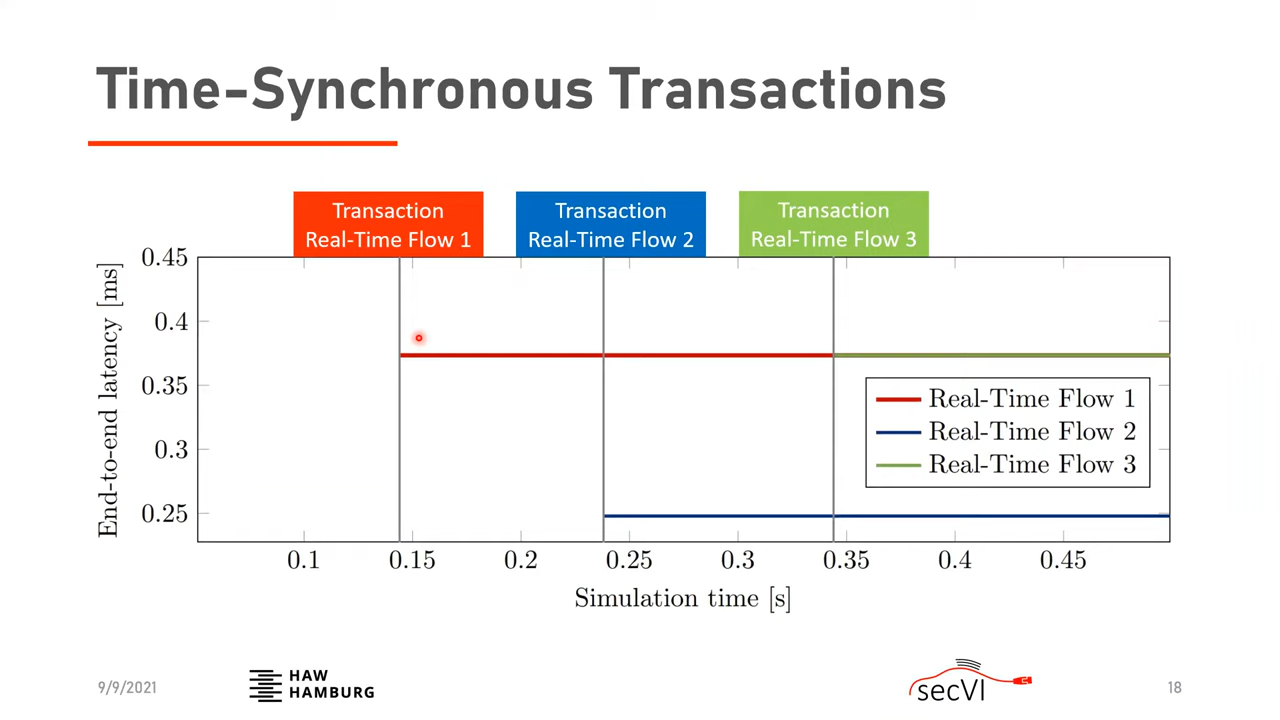 Time-Synchronous Transactions
Transaction
Real-Time Flow 1
Transaction
Real-Time Flow 2
Transaction
Real-Time Flow 3
End-to-end latency [ms]
0.45
0.4
0.35
0.3
0.25
Real-Time Flow 1
Real-Time Flow 2
Real-Time Flow 3
0.1 0.15 0.2 0.25 0.3 0.35 0.4 0.45
Simulation time [s]
9/9/2021
HAW
HAMBURG
secVI
18